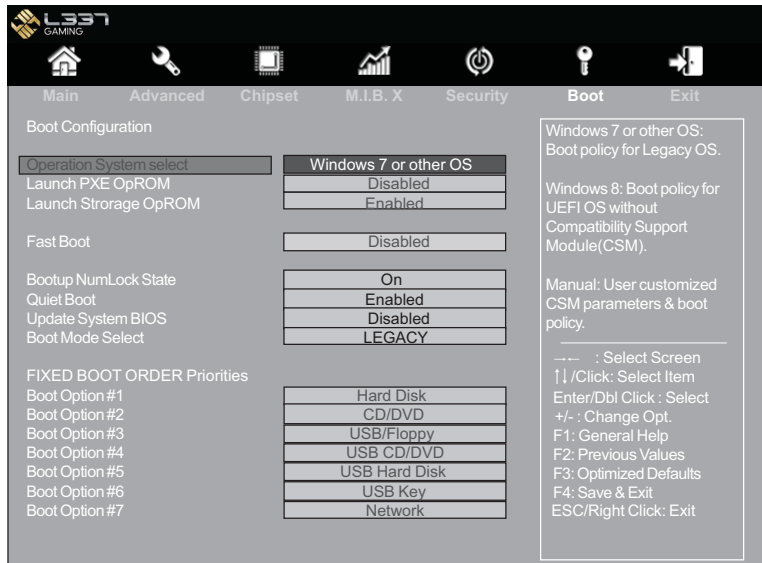 L337
GAMING
Main Advanced Chipset M.I.B. X Security Boot Exit
Boot Configuration
Operation System select Windows 7 or other OS
Launch PXE OpROM Disabled
Launch Strorage OpROM Enabled
Fast Boot Disabled
Bootup NumLock State On
Quiet Boot Enabled
Update System BIOS Disabled
Boot Mode Select LEGACY
FIXED BOOT ORDER Priorities
Boot Option #1 Hard Disk
Boot Option #2 CD/DVD
Boot Option #3 USB/Floppy
Boot Option #4 USB CD/DVD
Boot Option #5 USB Hard Disk
Boot Option #6 USB Key
Boot Option #7 Network
Windows 7 or other OS:
Boot policy for Legacy OS.
Windows 8: Boot policy for
UEFI OS without
Compatibility Support
Module(CSM).
Manual: User customized
CSM parameters & boot
policy.
→← : Select Screen
↑↓/Click: Select Item
Enter/Dbl Click : Select
+/- : Change Opt.
F1: General Help
F2: Previous Values
F3: Optimized Defaults
F4: Save & Exit
ESC/Right Click: Exit